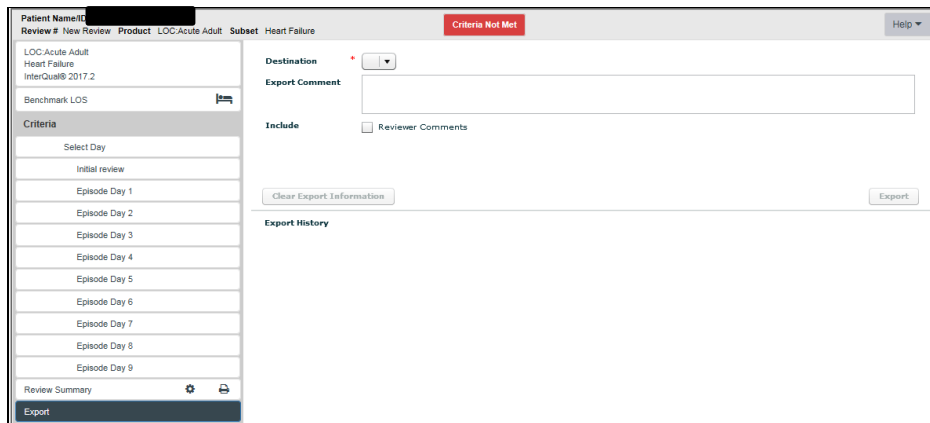 Patient Name/ID
Criteria Not Met
Help
Review # New Review Product LOC:Acute Adult Subset Heart Failure
LOC:Acute Adult
Heart Failure
InterQual® 2017.2
Benchmark LOS
Criteria
Select Day
Initial review
Episode Day 1
Episode Day 2
Episode Day 3
Episode Day 4
Episode Day 5
Episode Day 6
Episode Day 7
Episode Day 8
Episode Day 9
Review Summary
Export
Destination *
Export Comment
Include Reviewer Comments
Clear Export Information Export
Export History